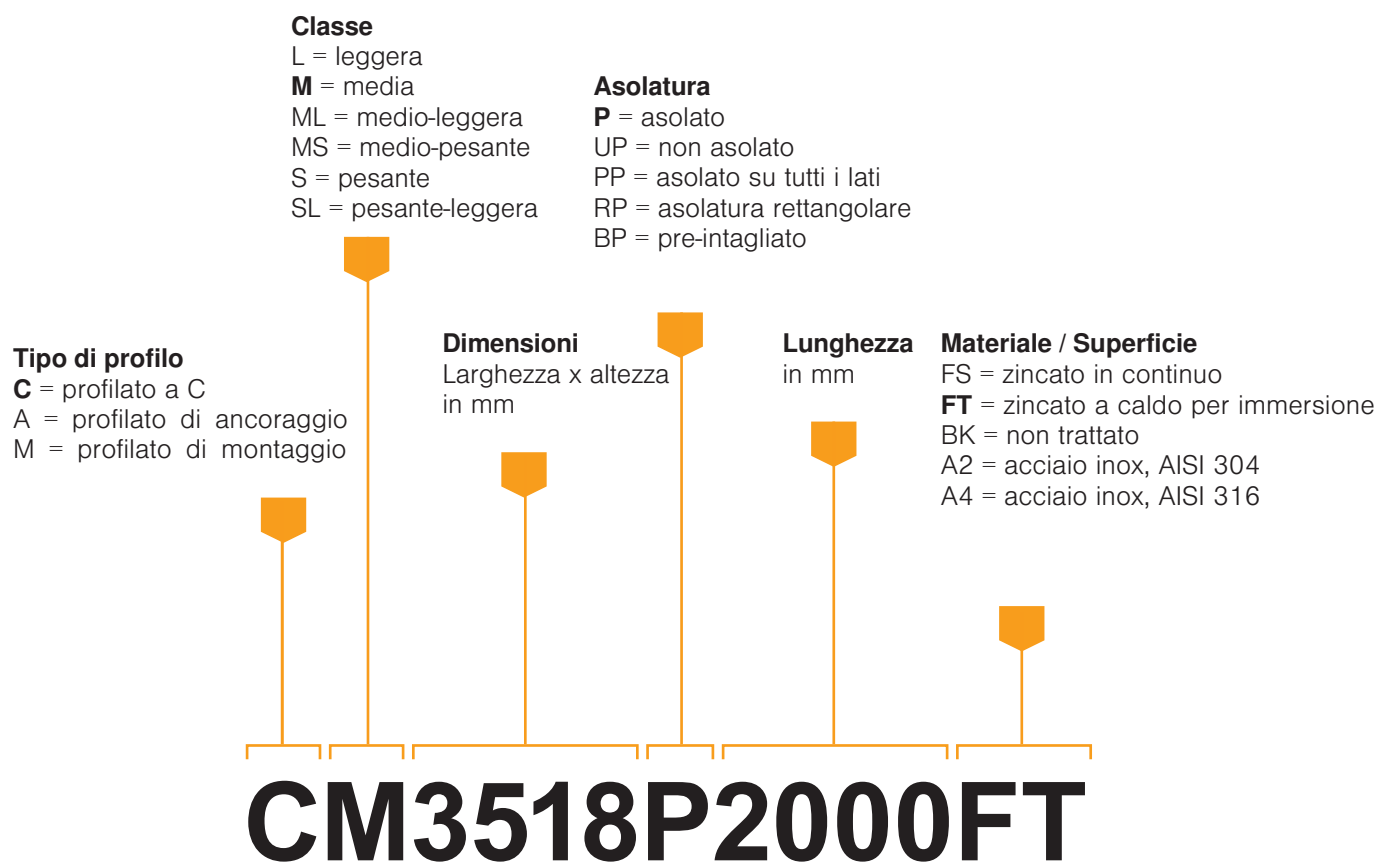 Classe
L = leggera
M = media
ML = medio-leggera
MS = medio-pesante
S = pesante
SL = pesante-leggera
Asolatura
P = asolato
UP = non asolato
PP = asolato su tutti i lati
RP = asolatura rettangolare
BP = pre-intagliato
Tipo di profilo
C = profilato a C
A = profilato di ancoraggio
M = profilato di montaggio
Dimensioni
Larghezza x altezza
in mm
Lunghezza
in mm
Materiale / Superficie
FS = zincato in continuo
FT = zincato a caldo per immersione
BK = non trattato
A2 = acciaio inox, AISI 304
A4 = acciaio inox, AISI 316
CM3518P2000FT